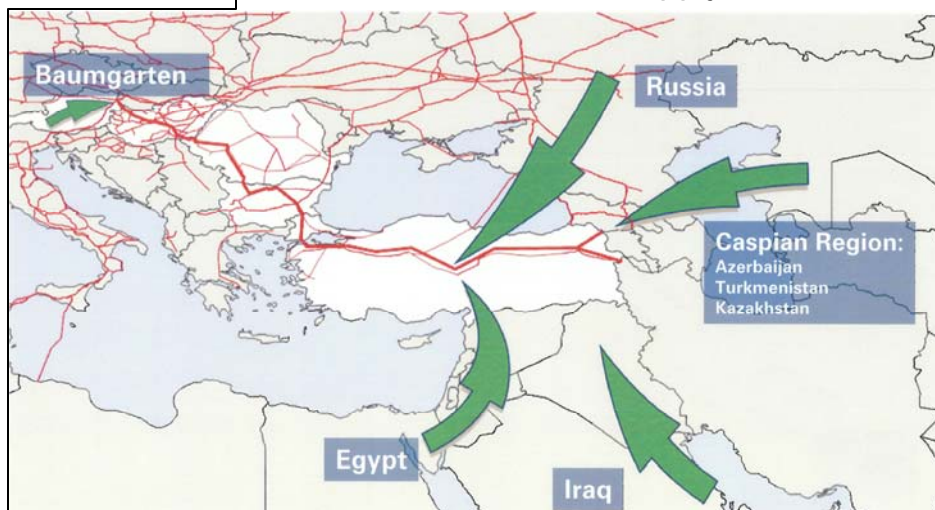 Baumgarten
Russia
Caspian Region:
Azerbaijan
Turkmenistan
Kazakhstan
Egypt
Iraq